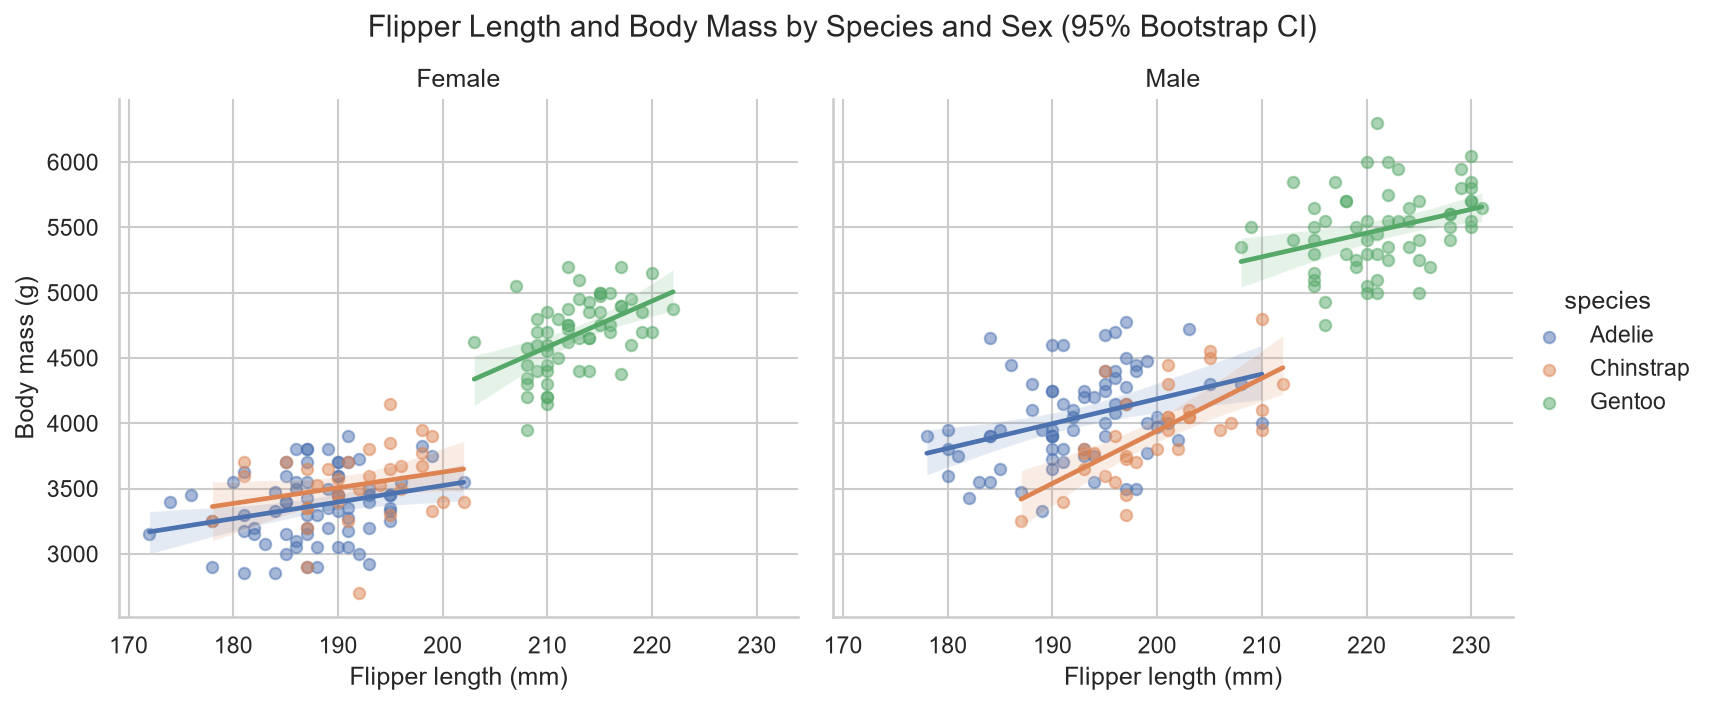 Flipper Length and Body Mass by Species and Sex (95% Bootstrap CI)
Female
Male
Body mass (g)
6000
5500
5000
4500
4000
3500
3000
170 180 190 200 210 220 230
170 180 190 200 210 220 230
Flipper length (mm)
Flipper length (mm)
species
Adelie
Chinstrap
Gentoo